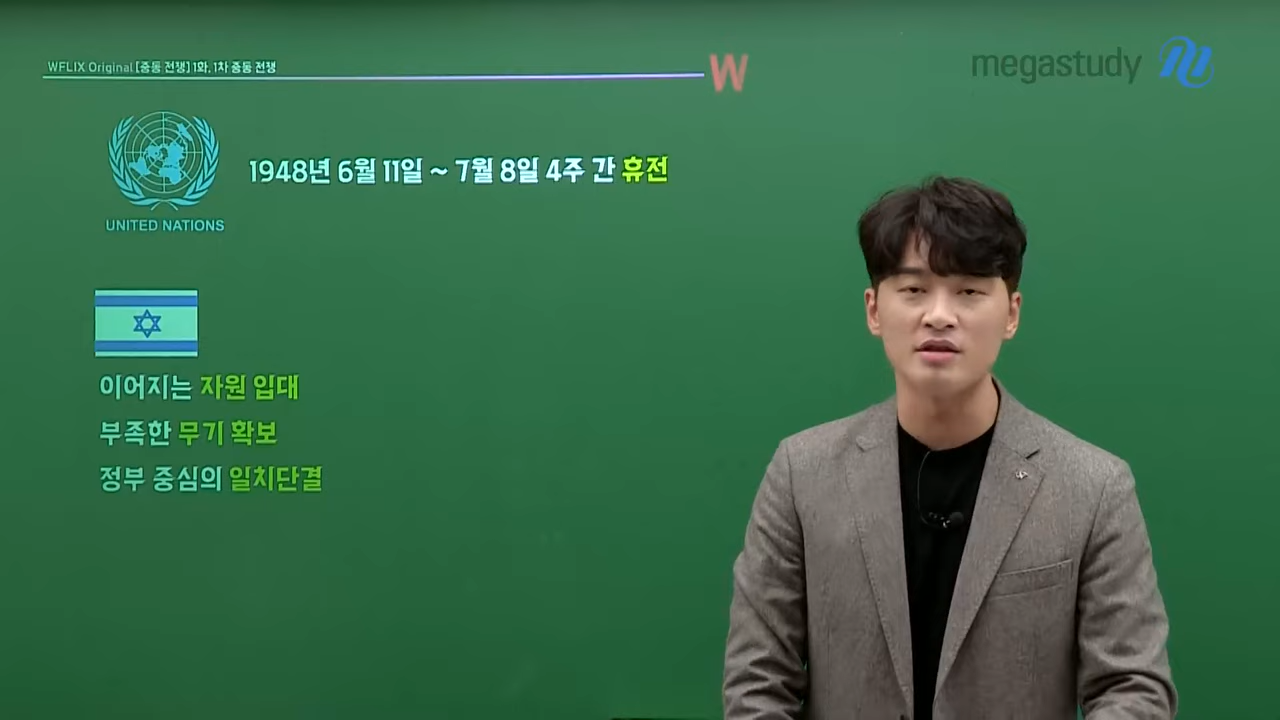 WFLIX Original [중동 전쟁] 1화. 1차 중동 전쟁
W
megastudy
UNITED NATIONS
1948년 6월 11일 ~ 7월 8일 4주 간 휴전
이어지는 자원 입대
부족한 무기 확보
정부 중심의 일치단결